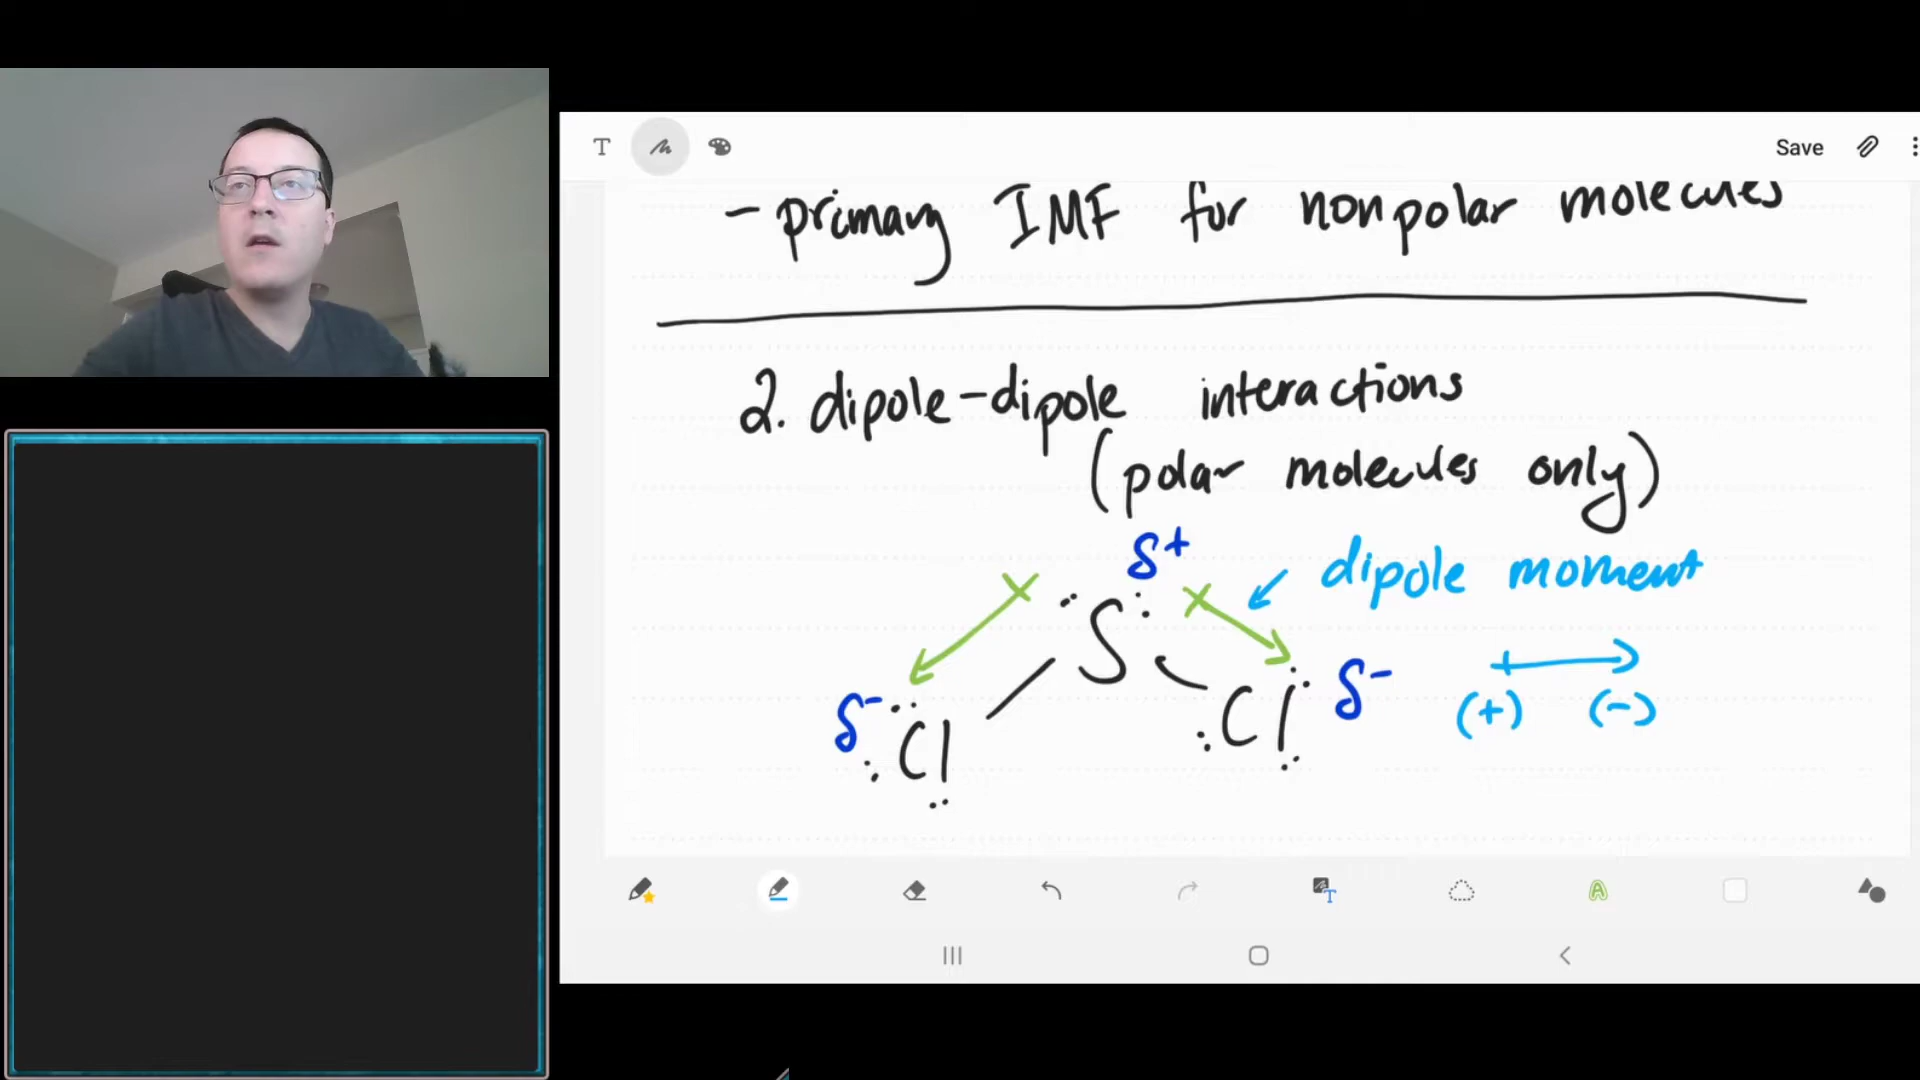 T
Save
- primary IMF for nonpolar molecules
2. dipole-dipole interactions
(polar molecules only)
δ+
dipole moment
S
δ-
Cl
Cl
δ-
(+) (-)
A
T